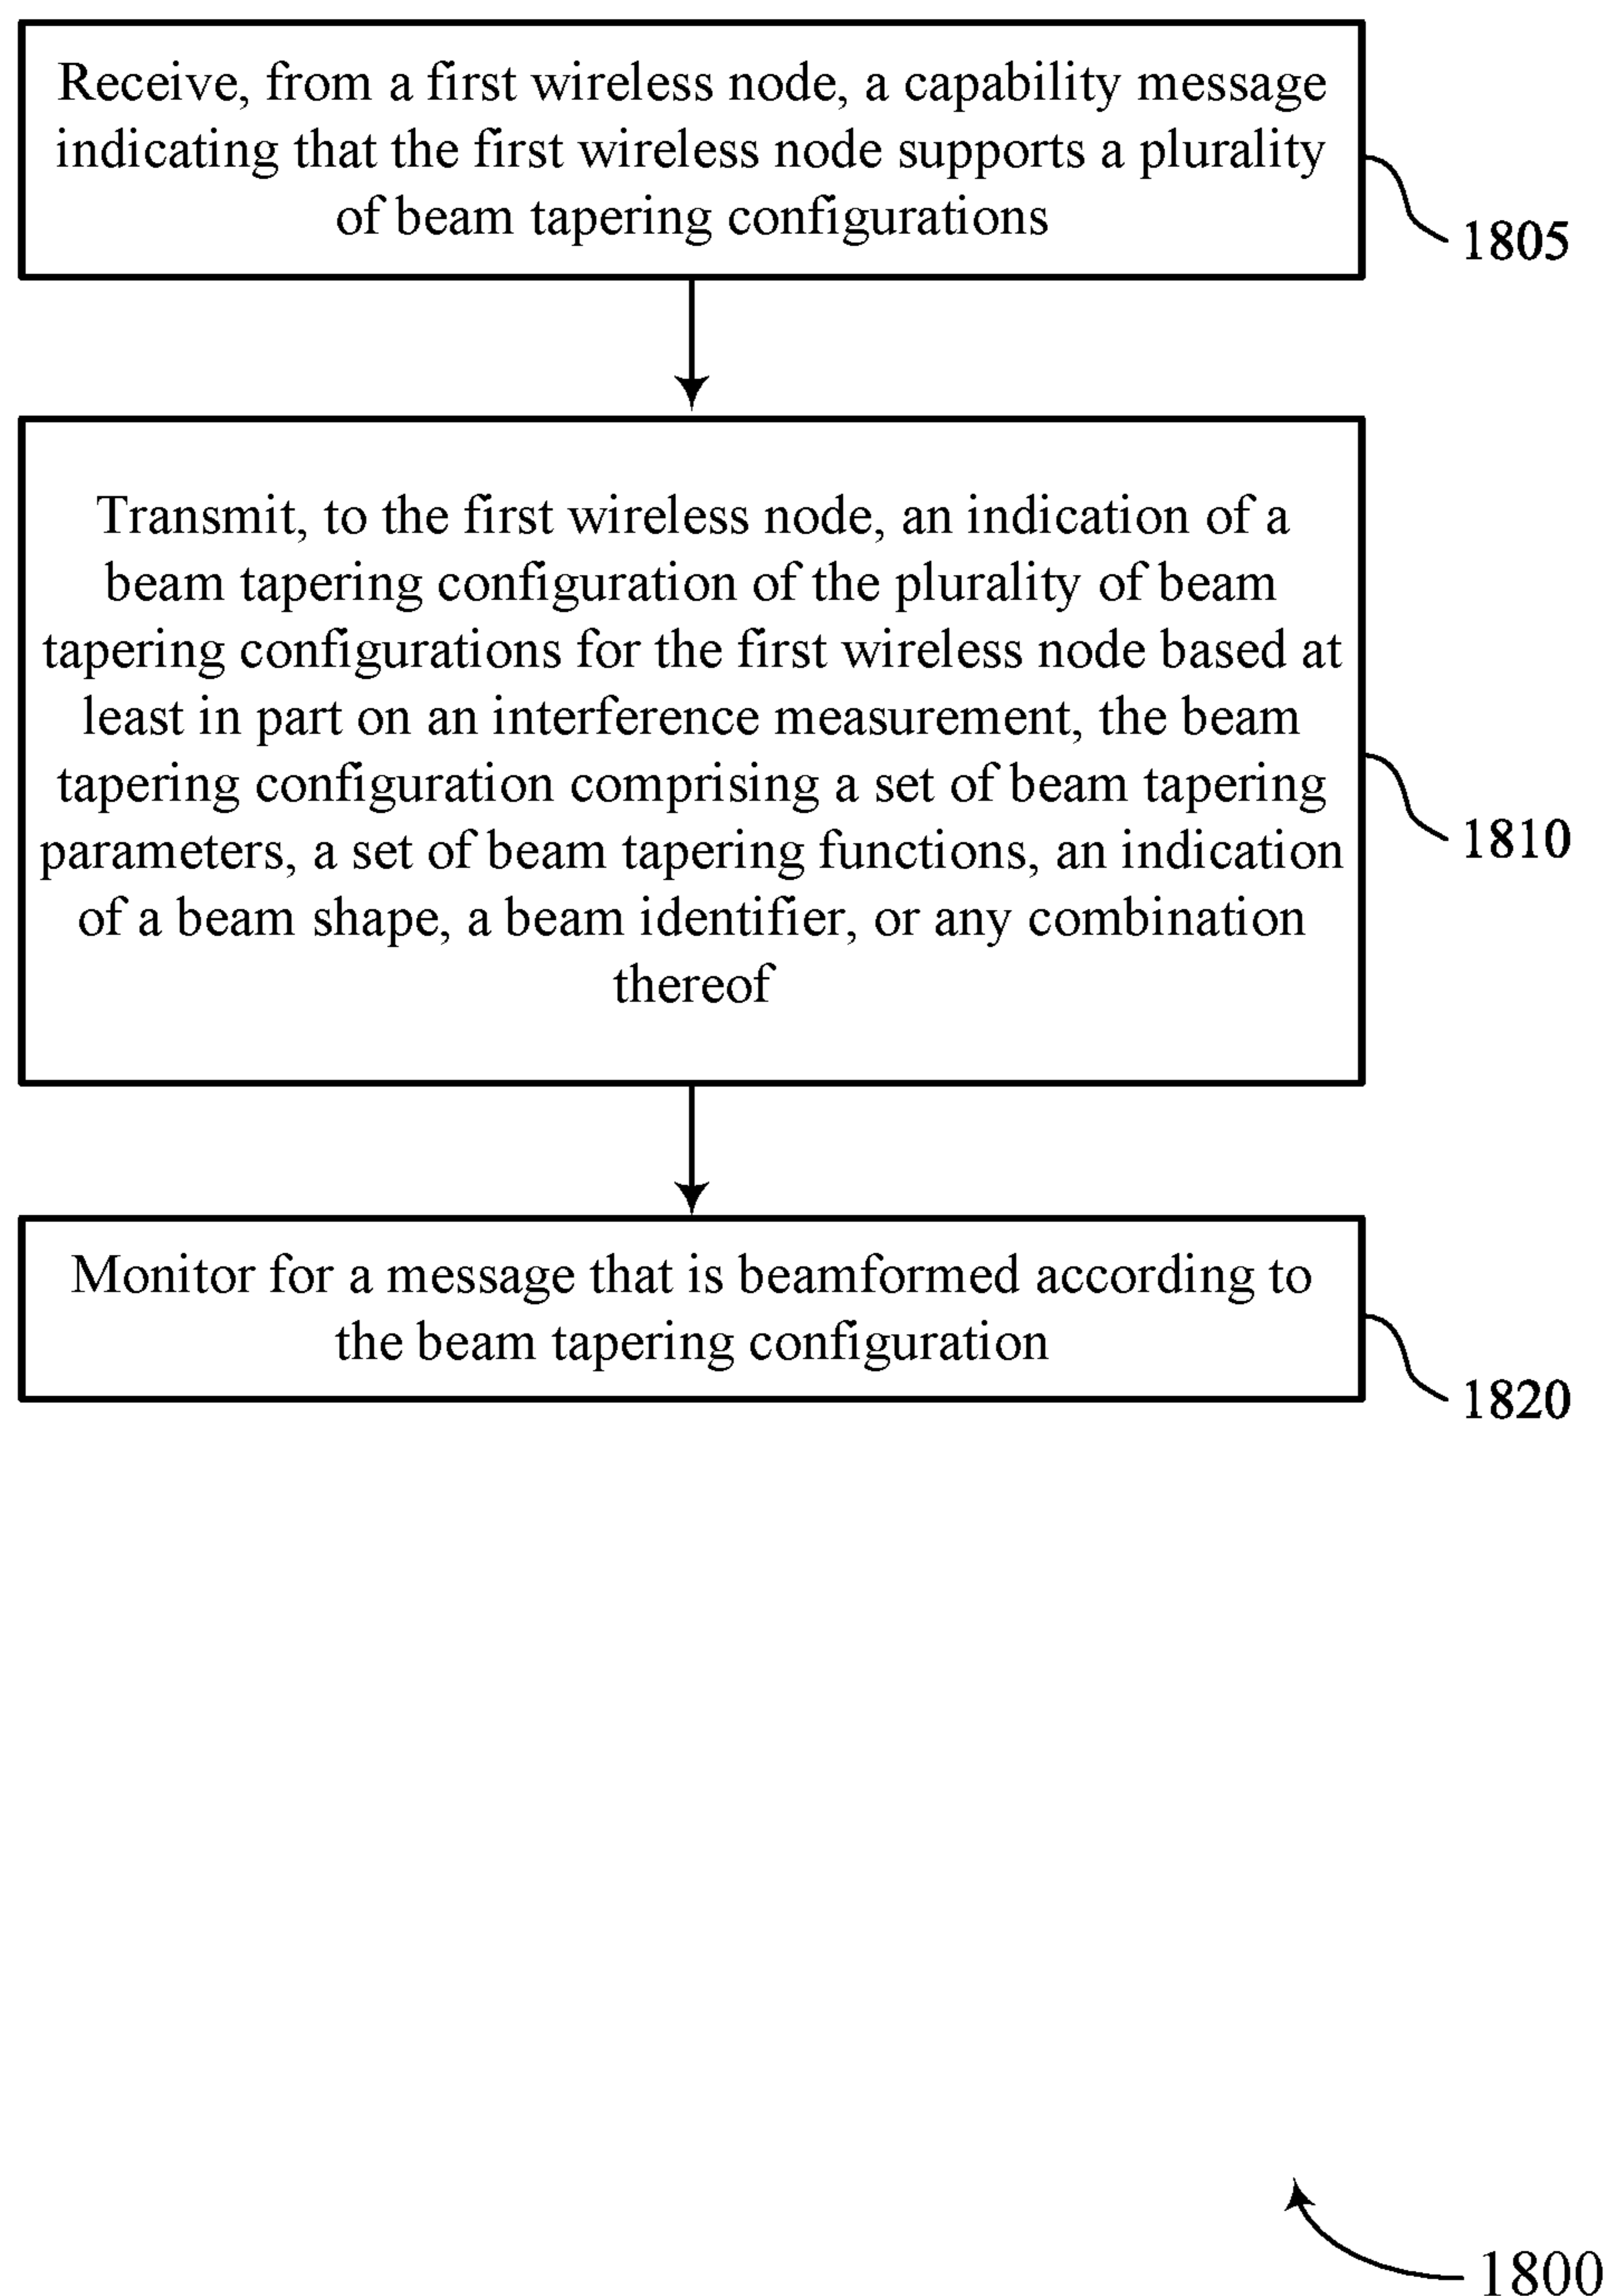 Receive, from a first wireless node, a capability message
indicating that the first wireless node supports a plurality
of beam tapering configurations
1805
Transmit, to the first wireless node, an indication of a
beam tapering configuration of the plurality of beam
tapering configurations for the first wireless node based at
least in part on an interference measurement, the beam
tapering configuration comprising a set of beam tapering
parameters, a set of beam tapering functions, an indication
of a beam shape, a beam identifier, or any combination
thereof
1810
Monitor for a message that is beamformed according to
the beam tapering configuration
1820
1800